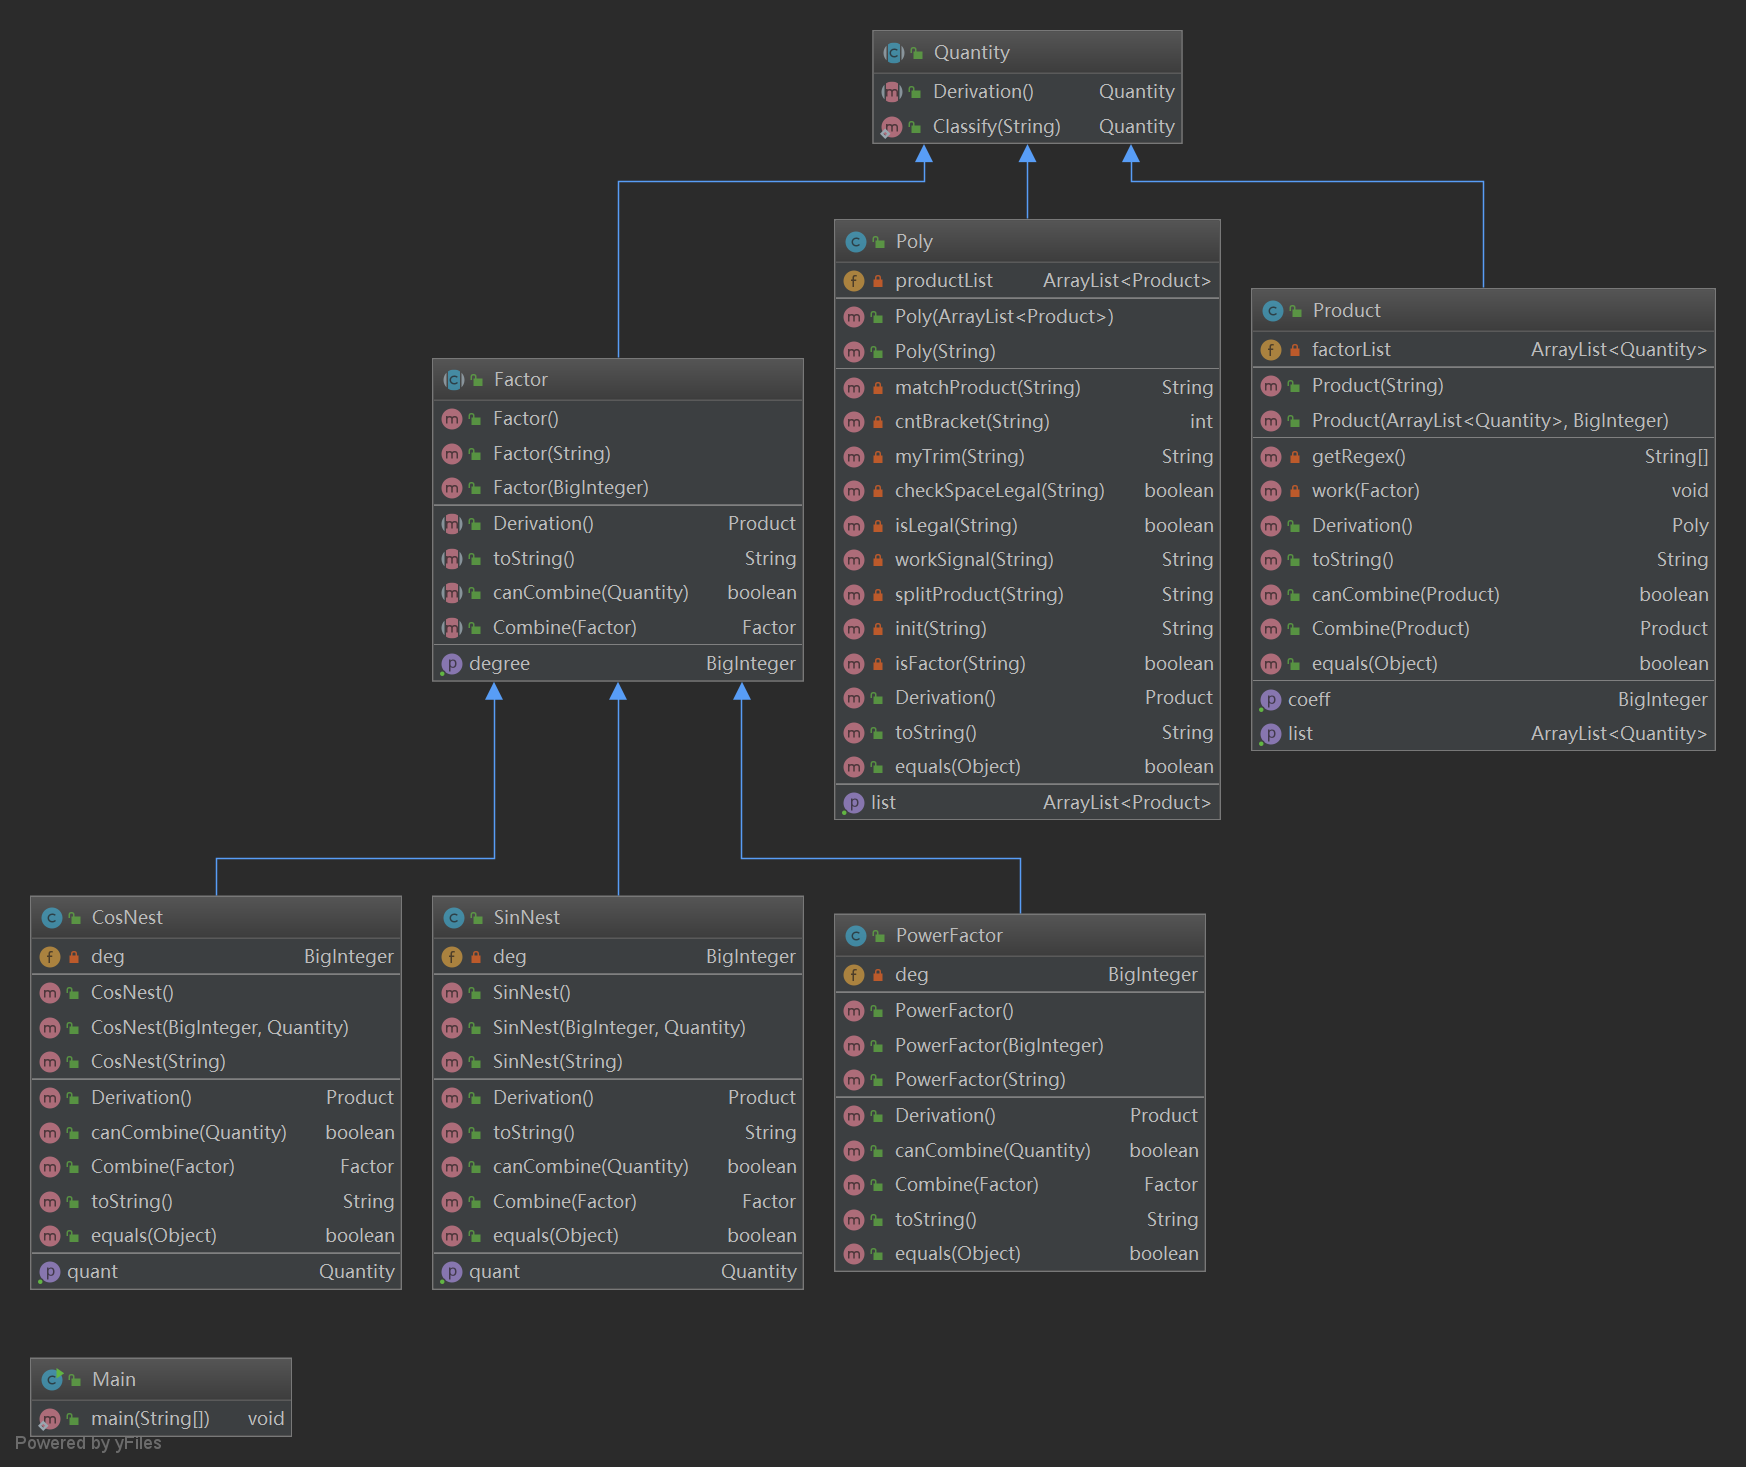 Quantity
Derivation() Quantity
Classify(String) Quantity
Poly
productList ArrayList<Product>
Poly(ArrayList<Product>)
Poly(String)
matchProduct(String) String
cntBracket(String) int
myTrim(String) String
checkSpaceLegal(String) boolean
isLegal(String) boolean
workSignal(String) String
splitProduct(String) String
init(String) String
isFactor(String) boolean
Derivation() Product
toString() String
equals(Object) boolean
list ArrayList<Product>
Product
factorList ArrayList<Quantity>
Product(String)
Product(ArrayList<Quantity>, BigInteger)
getRegex() String[]
work(Factor) void
Derivation() Poly
toString() String
canCombine(Product) boolean
Combine(Product) Product
equals(Object) boolean
coeff BigInteger
list ArrayList<Quantity>
Factor
Factor()
Factor(String)
Factor(BigInteger)
Derivation() Product
toString() String
canCombine(Quantity) boolean
Combine(Factor) Factor
degree BigInteger
CosNest
deg BigInteger
CosNest()
CosNest(BigInteger, Quantity)
CosNest(String)
Derivation() Product
canCombine(Quantity) boolean
Combine(Factor) Factor
toString() String
equals(Object) boolean
quant Quantity
SinNest
deg BigInteger
SinNest()
SinNest(BigInteger, Quantity)
SinNest(String)
Derivation() Product
toString() String
canCombine(Quantity) boolean
Combine(Factor) Factor
equals(Object) boolean
quant Quantity
PowerFactor
deg BigInteger
PowerFactor()
PowerFactor(BigInteger)
PowerFactor(String)
Derivation() Product
canCombine(Quantity) boolean
Combine(Factor) Factor
toString() String
equals(Object) boolean
Main
main(String[]) void
Powered by yFiles